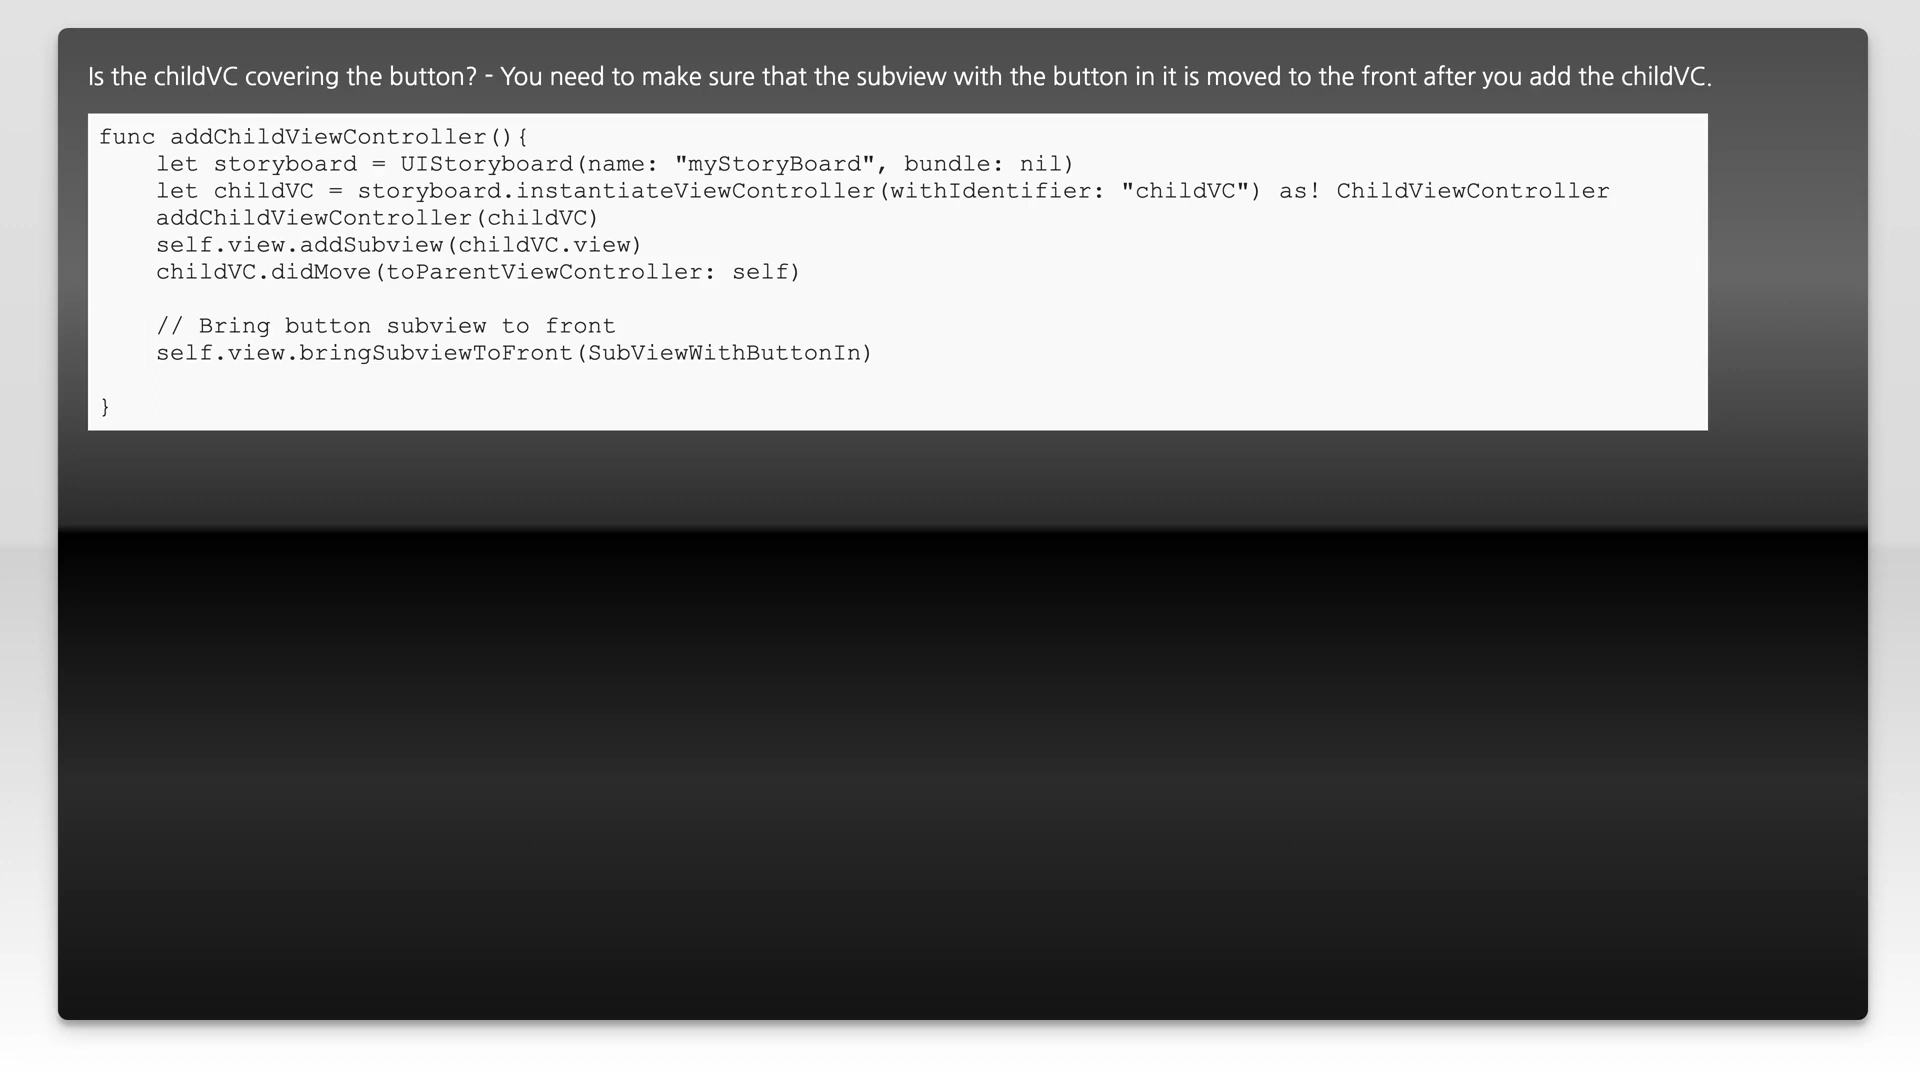 Is the childVC covering the button? - You need to make sure that the subview with the button in it is moved to the front after you add the childVC.
func addChildViewController(){
    let storyboard = UIStoryboard(name: "myStoryBoard", bundle: nil)
    let childVC = storyboard.instantiateViewController(withIdentifier: "childVC") as! ChildViewController
    addChildViewController(childVC)
    self.view.addSubview(childVC.view)
    childVC.didMove(toParentViewController: self)
    // Bring button subview to front
    self.view.bringSubviewToFront(SubViewWithButtonIn)
}